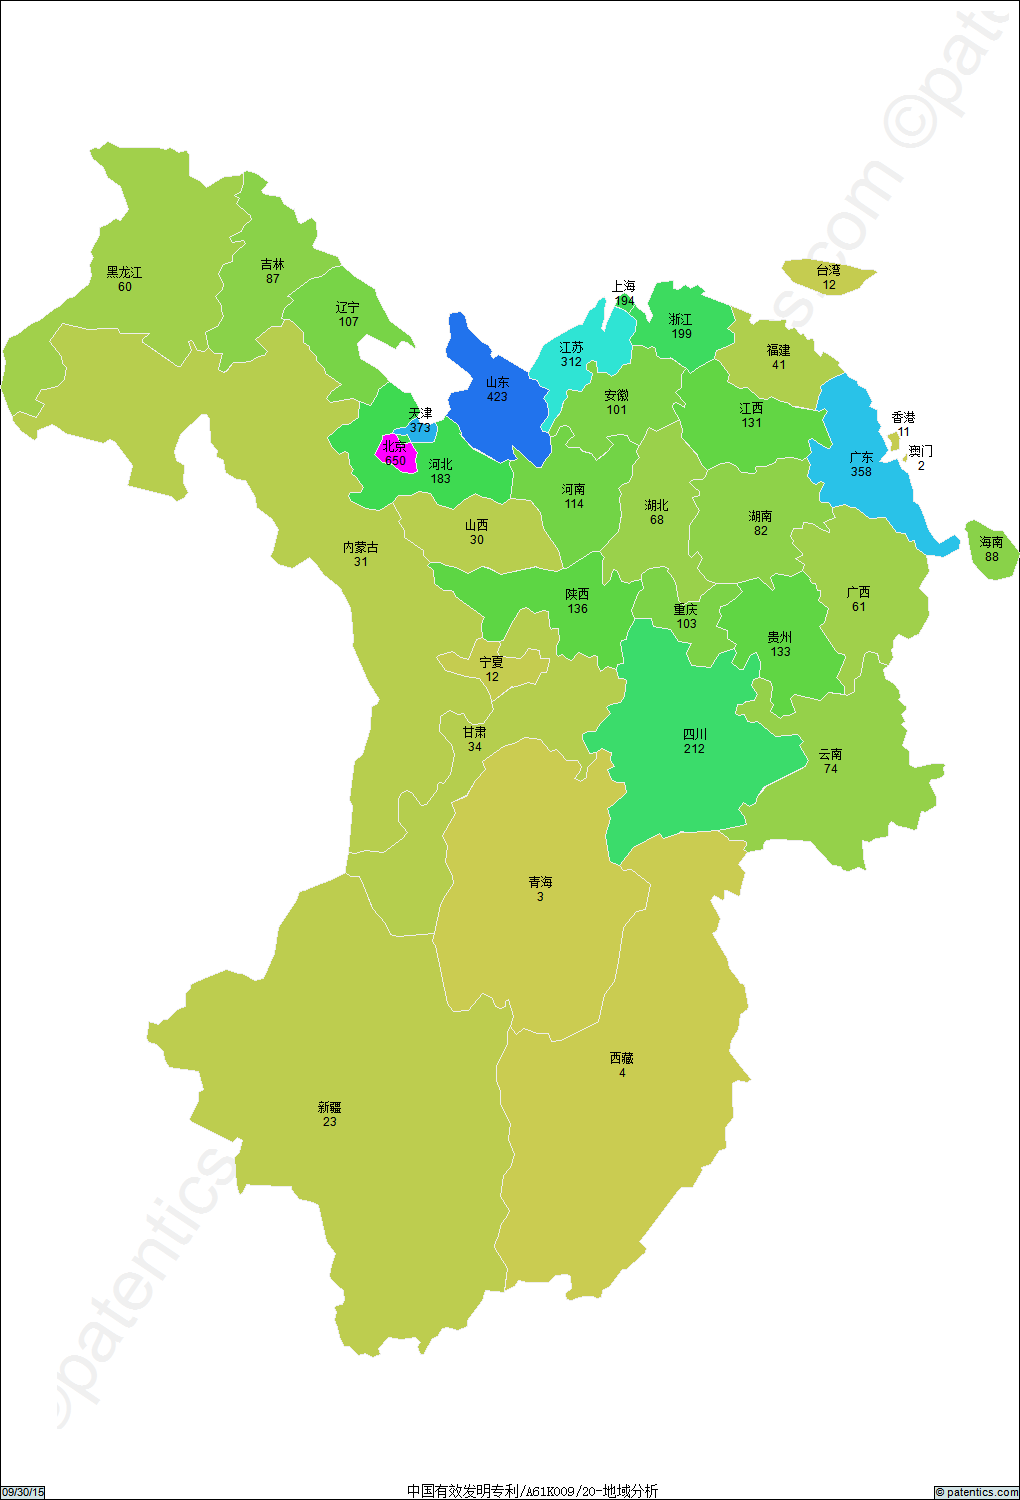 ©patentics.com ©pate
黑龙江
60
吉林
87
辽宁
107
台湾
12
上海
194
浙江
199
江苏
312
福建
41
山东
423
安徽
101
江西
131
天津
373
香港
11
澳门
2
北京
650
河北
183
广东
358
河南
114
湖北
68
湖南
82
山西
30
内蒙古
31
海南
88
陕西
136
重庆
103
广西
61
贵州
133
宁夏
12
甘肃
34
四川
212
云南
74
青海
3
西藏
4
新疆
23
09/30/15
中国有效发明专利/A61K009/20-地域分析
© patentics.com